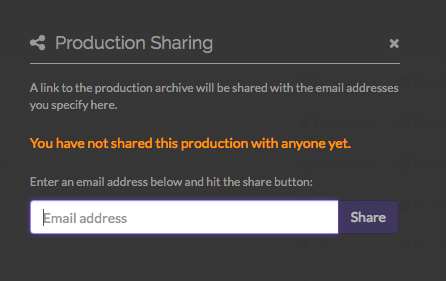 Production Sharing
A link to the production archive will be shared with the email addresses
you specify here.
You have not shared this production with anyone yet.
Enter an email address below and hit the share button:
Email address
Share